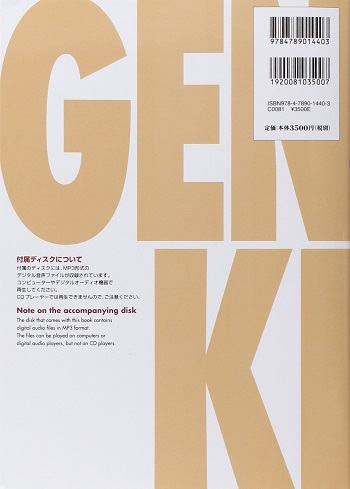 9784789014403
1920081035007
ISBN978-4-7890-1440-3
C0081 ¥3500E
定価(本体3500円(税別)
GEN
KI
付属ディスクについて
付属のディスクには、MP3形式の
デジタル音声ファイルが収録されています。
コンピューターやデジタルオーディオ機器で
再生してください。
CDプレーヤーでは再生できませんので、ご注意ください。
Note on the accompanying disk
The disk that comes with this book contains
digital audio files in MP3 format.
The files can be played on computers or
digital audio players, but not on CD players.